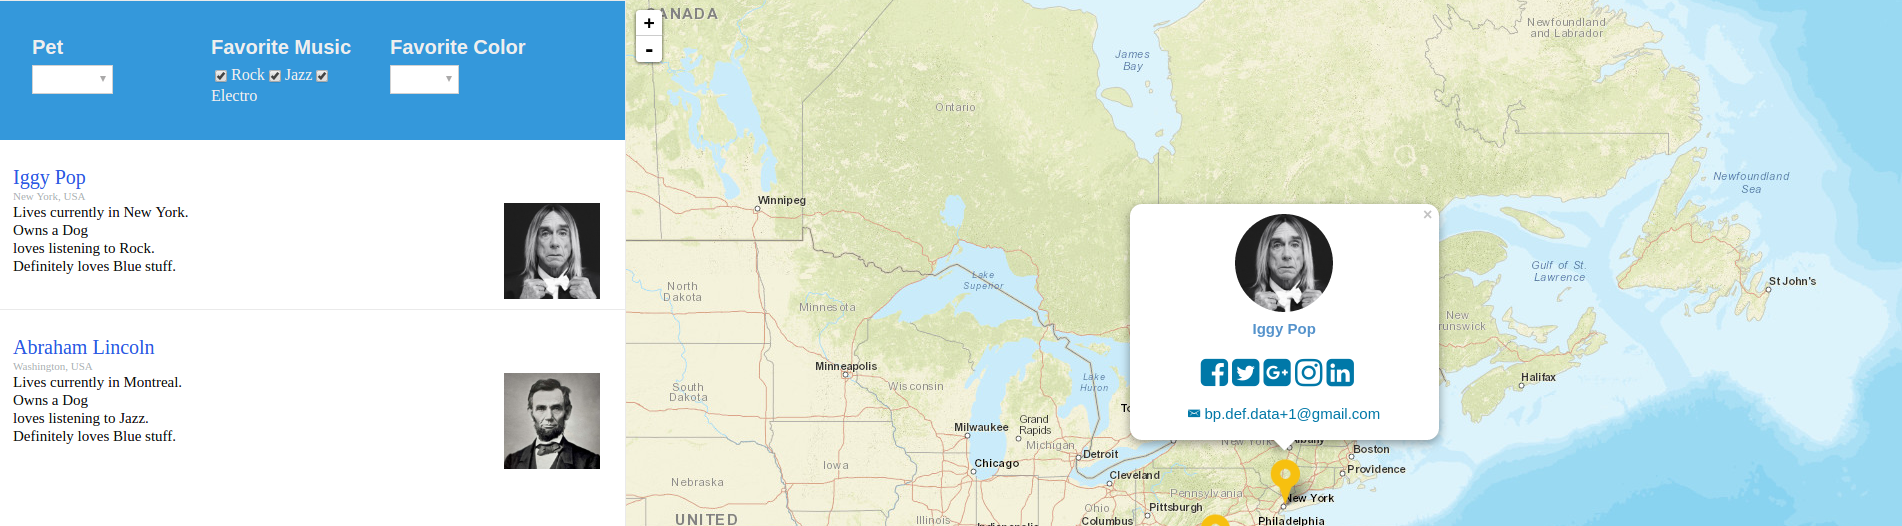 Pet
Favorite Music
Favorite Color
Rock Jazz
Electro
Iggy Pop
New York, USA
Lives currently in New York.
Owns a Dog
loves listening to Rock.
Definitely loves Blue stuff.
Abraham Lincoln
Washington, USA
Lives currently in Montreal.
Owns a Dog
loves listening to Jazz.
Definitely loves Blue stuff.
+
-
CANADA
Newfoundland
and Labrador
James
Bay
Ontario
Newfoundland
Sea
Winnipeg
×
Gulf of St.
Lawrence
St John's
Lake
Superior
North
Dakota
Minnesota
New
Brunswick
Iggy Pop
Minneapolis
Wisconsin
Lake
Huron
Halifax
South
Dakota
bp.def.data+1@gmail.com
Grand
Rapids
Milwaukee
Michigan
New York
Albany
Boston
Detroit
Chicago
Iowa
Providence
Cleveland
Nebraska
Pennsylvania
New York
Ohio
Pittsburgh
UNITED
Illinois
Indianapolis
Columbus
Philadelphia